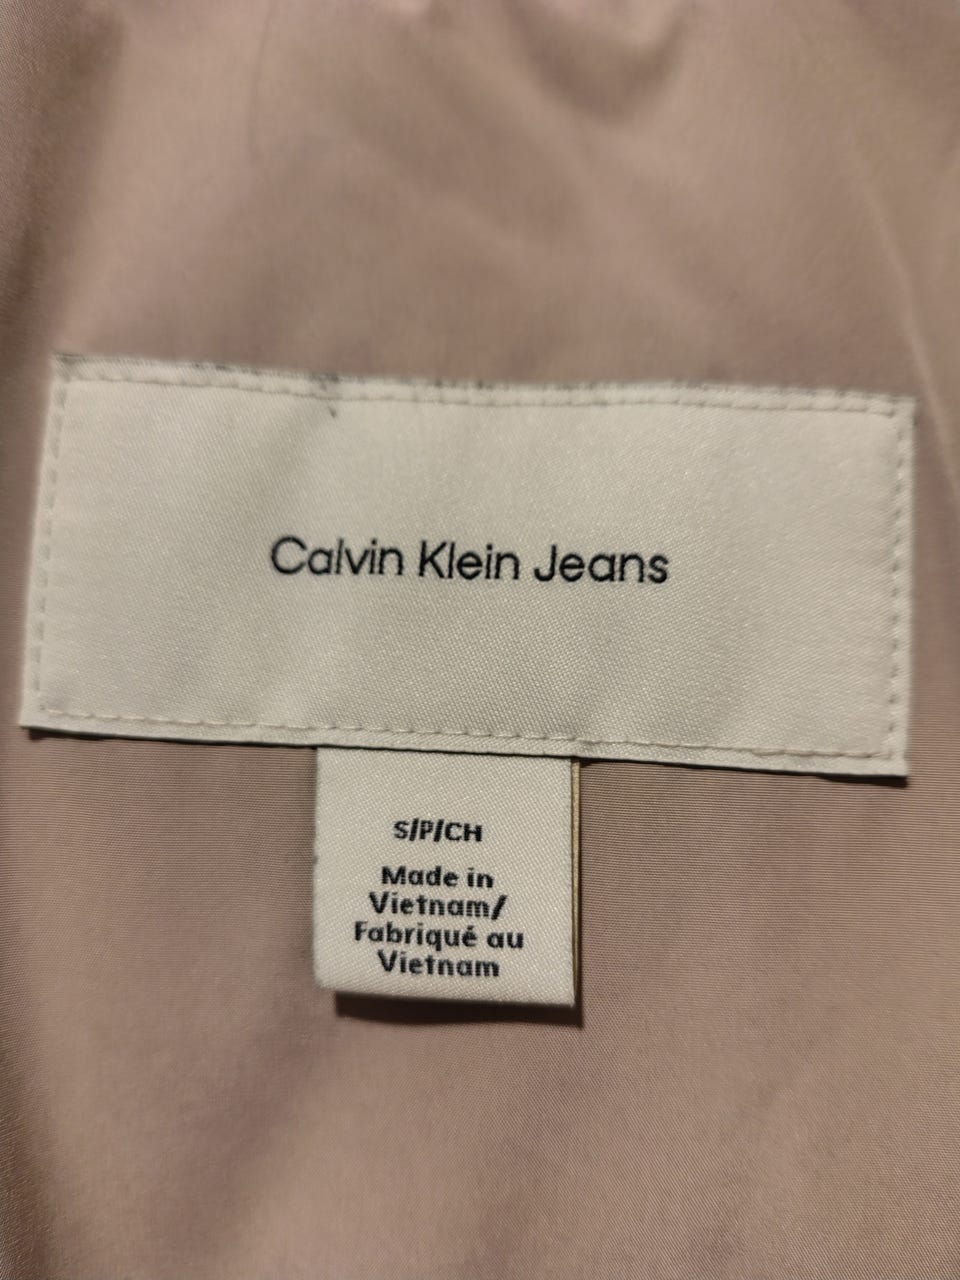 Calvin Klein Jeans
S/P/CH
Made in
Vietnam/
Fabriqué au
Vietnam